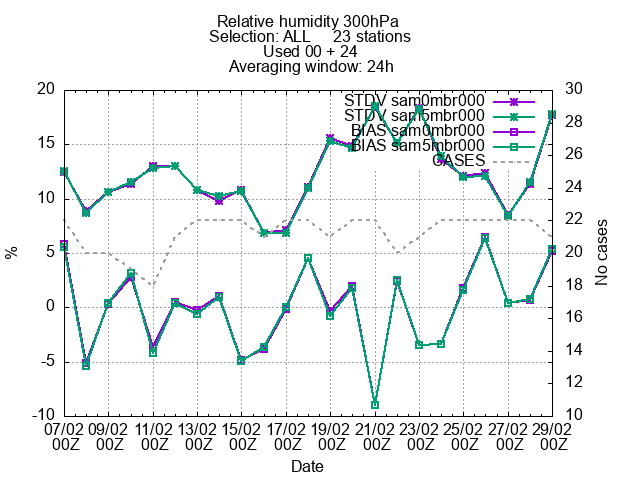 Relative humidity 300hPa
Selection: ALL 23 stations
Used 00 + 24
Averaging window: 24h
20
15
10
5
0
-5
-10
%
30
28
26
24
22
20
18
16
14
12
10
No cases
STDV sam0mbr000
STDV sam5mbr000
BIAS sam0mbr000
BIAS sam5mbr000
CASES
07/02 09/02 11/02 13/02 15/02 17/02 19/02 21/02 23/02 25/02 27/02 29/02
00Z 00Z 00Z 00Z 00Z 00Z 00Z 00Z 00Z 00Z 00Z 00Z
Date